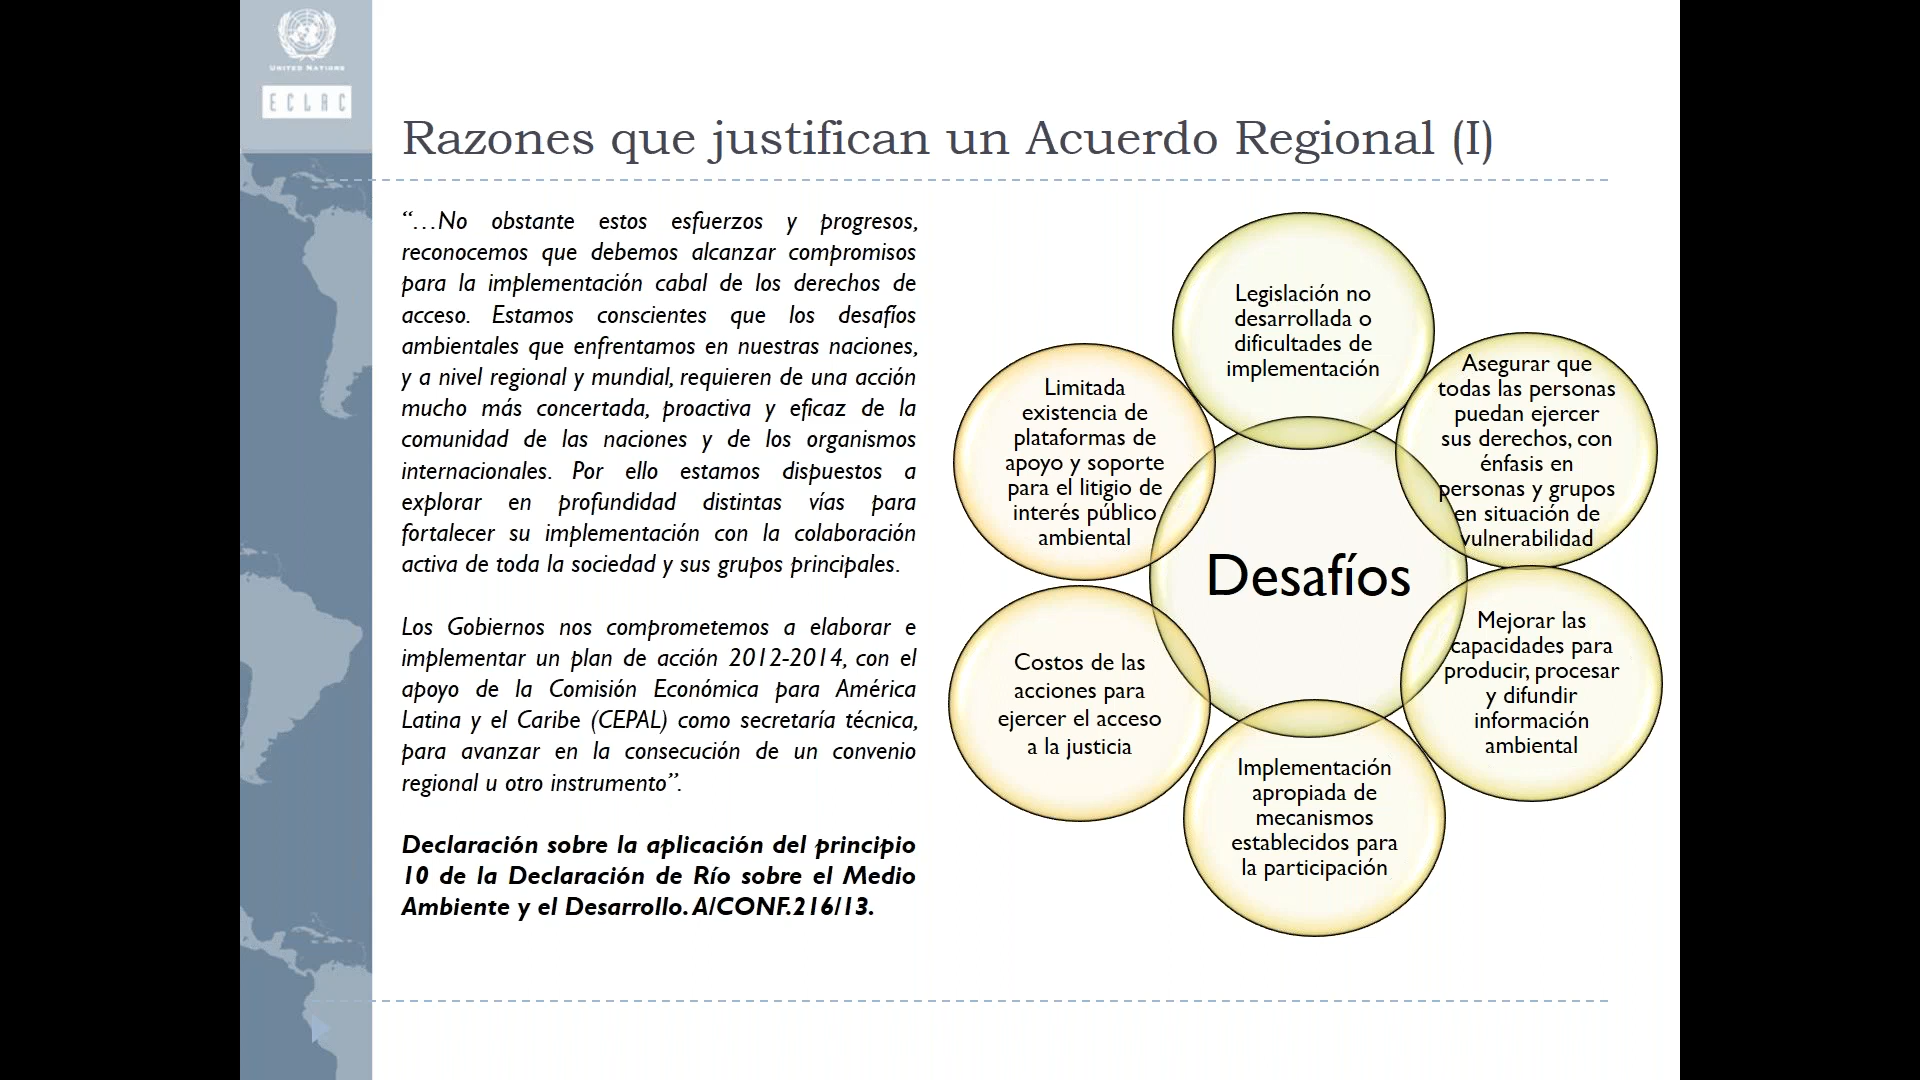 UNITED NATIONS
ECLAC
Razones que justifican un Acuerdo Regional (I)
“…No obstante estos esfuerzos y progresos,
reconocemos que debemos alcanzar compromisos
para la implementación cabal de los derechos de
acceso. Estamos conscientes que los desafíos
ambientales que enfrentamos en nuestras naciones,
y a nivel regional y mundial, requieren de una acción
mucho más concertada, proactiva y eficaz de la
comunidad de las naciones y de los organismos
internacionales. Por ello estamos dispuestos a
explorar en profundidad distintas vías para
fortalecer su implementación con la colaboración
activa de toda la sociedad y sus grupos principales.
Los Gobiernos nos comprometemos a elaborar e
implementar un plan de acción 2012-2014, con el
apoyo de la Comisión Económica para América
Latina y el Caribe (CEPAL) como secretaría técnica,
para avanzar en la consecución de un convenio
regional u otro instrumento”.
Declaración sobre la aplicación del principio
10 de la Declaración de Río sobre el Medio
Ambiente y el Desarrollo. A/CONF.216/13.
Legislación no
desarrollada o
dificultades de
implementación
Asegurar que
todas las personas
puedan ejercer
sus derechos, con
énfasis en
personas y grupos
en situación de
vulnerabilidad
Mejorar las
capacidades para
producir, procesar
y difundir
información
ambiental
Implementación
apropiada de
mecanismos
establecidos para
la participación
Costos de las
acciones para
ejercer el acceso
a la justicia
Limitada
existencia de
plataformas de
apoyo y soporte
para el litigio de
interés público
ambiental
Desafíos